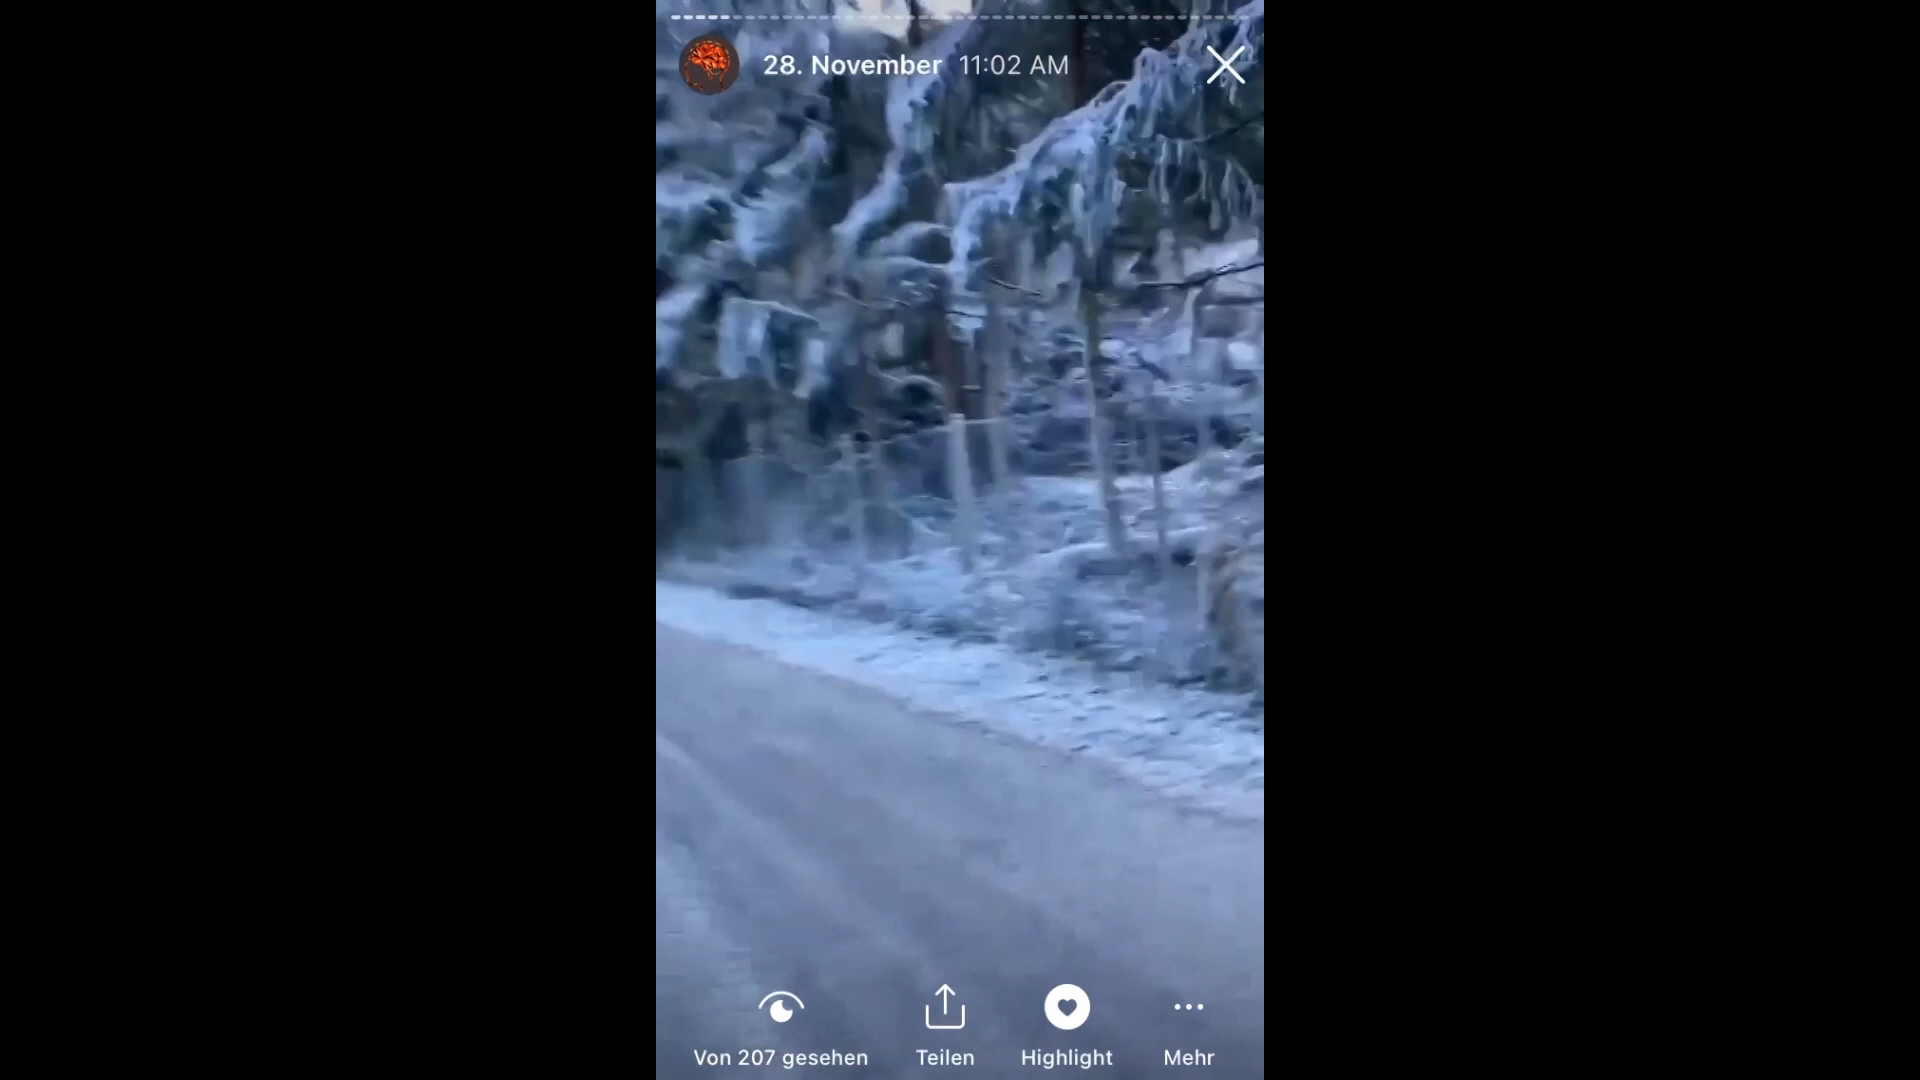 28. November 11:02 AM
Von 207 gesehen
Teilen
Highlight
Mehr